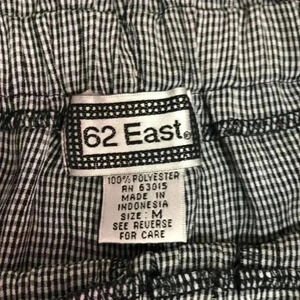 62 East®
100% POLYESTER
RN 63015
MADE IN
INDONESIA
SIZE: M
SEE REVERSE
FOR CARE